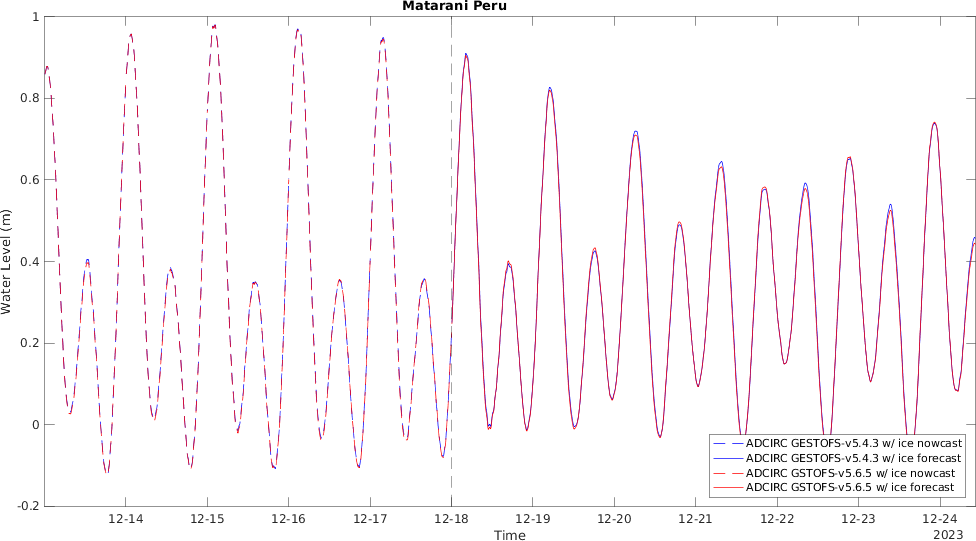 Matarani Peru
1
0.8
0.6
0.4
0.2
0
-0.2
Water Level (m)
ADCIRC GESTOFS-v5.4.3 w/ ice nowcast
ADCIRC GESTOFS-v5.4.3 w/ ice forecast
ADCIRC GSTOFS-v5.6.5 w/ ice nowcast
ADCIRC GSTOFS-v5.6.5 w/ ice forecast
12-14 12-15 12-16 12-17 12-18 12-19 12-20 12-21 12-22 12-23 12-24
Time
2023